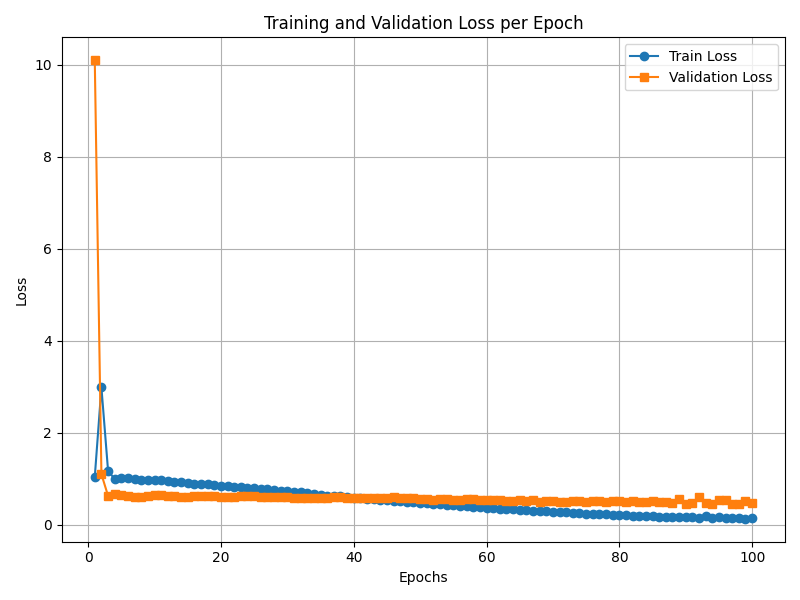 Training and Validation Loss per Epoch
Train Loss
Validation Loss
10
8
6
4
2
0
Loss
0 20 40 60 80 100
Epochs